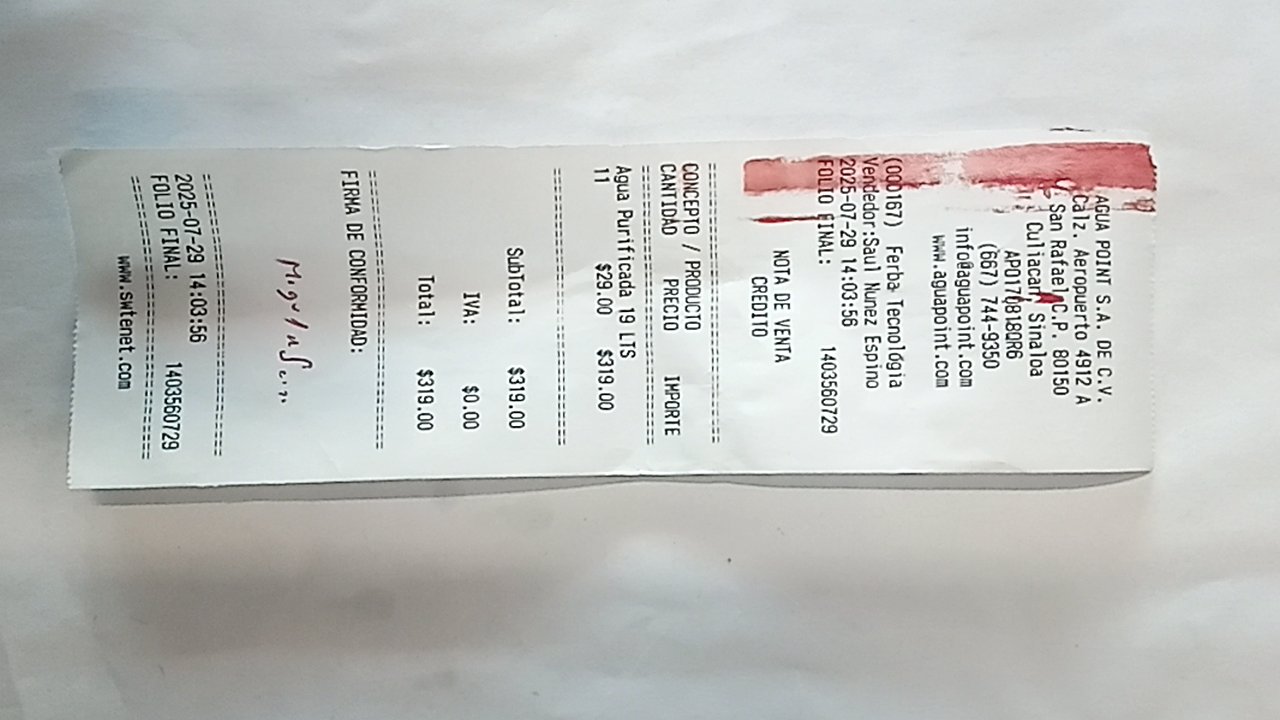 AGUA POINT S.A. DE C.V.
Calz. Aeropuerto 4912 A
San Rafael C.P. 80150
Culiacan, Sinaloa
APO170818QR6
(667) 744-9350
info@aguapoint.com
www.aguapoint.com
(000167) Ferba Tecnológia
Vendedor:Saul Nunez Espino
2025-07-29 14:03:56
FOLIO FINAL: 1403560729
NOTA DE VENTA
CREDITO
CONCEPTO / PRODUCTO
CANTIDAD PRECIO IMPORTE
Agua Purificada 19 LTS
11 $29.00 $319.00
SubTotal: $319.00
IVA: $0.00
Total: $319.00
FIRMA DE CONFORMIDAD:
2025-07-29 14:03:56
FOLIO FINAL: 1403560729
www.swtenet.com